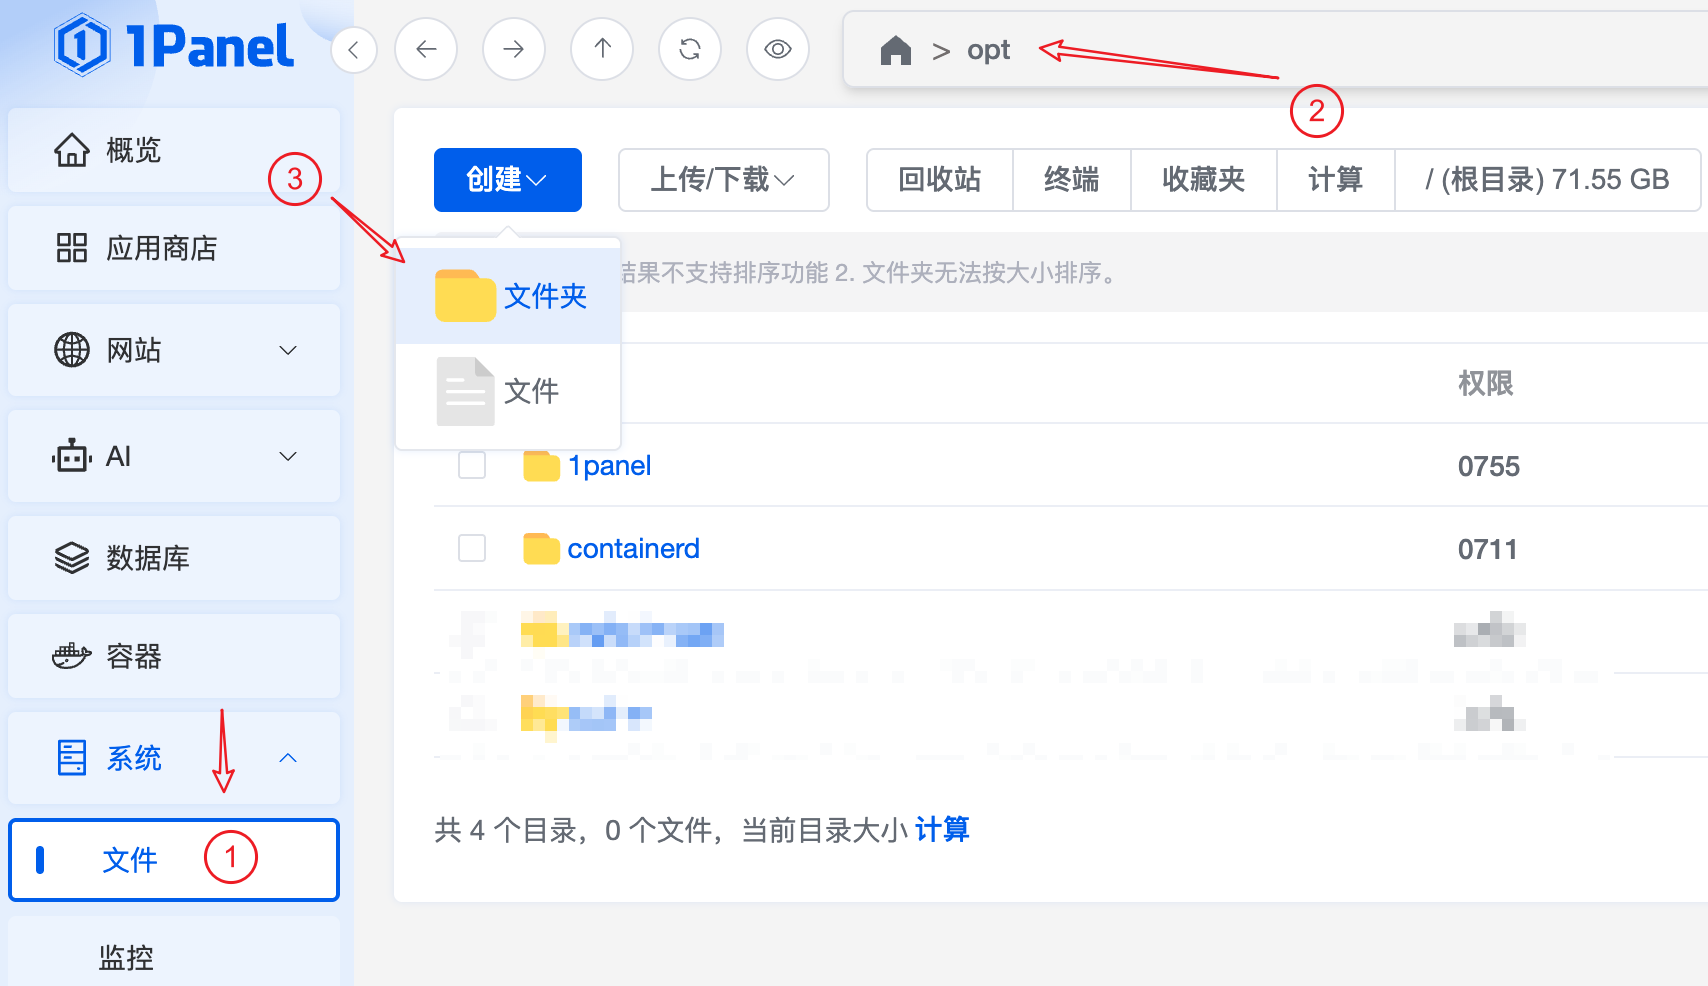 1Panel
> opt
②
概览
③
创建
上传/下载
回收站
终端
收藏夹
计算
/ (根目录) 71.55 GB
应用商店
结果不支持排序功能 2. 文件夹无法按大小排序。
文件夹
网站
文件
权限
AI
1panel
0755
数据库
containerd
0711
容器
系统
共 4 个目录，0 个文件，当前目录大小 计算
文件
①
监控